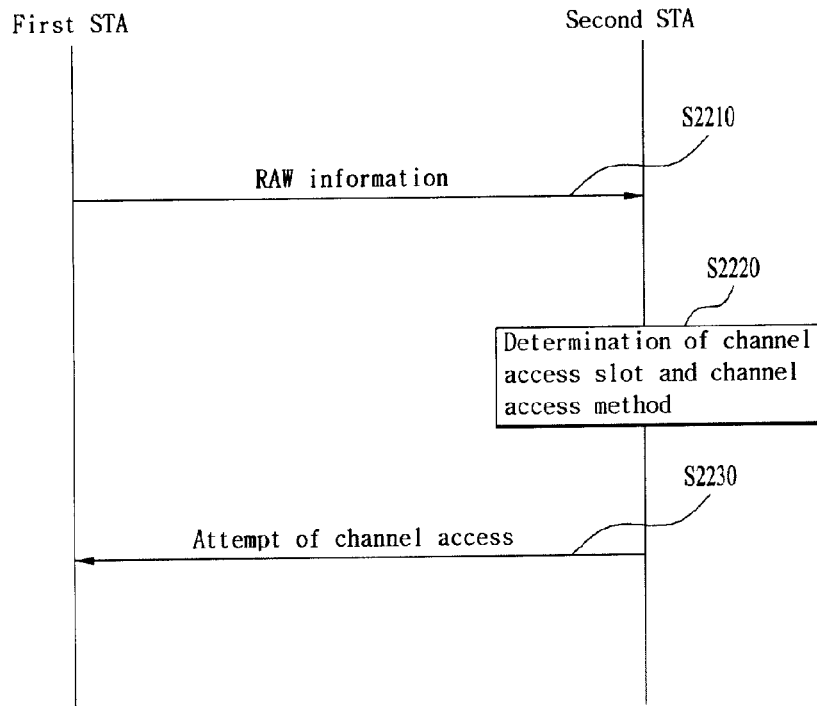 First STA
Second STA
S2210
RAW information
S2220
Determination of channel
access slot and channel
access method
S2230
Attempt of channel access